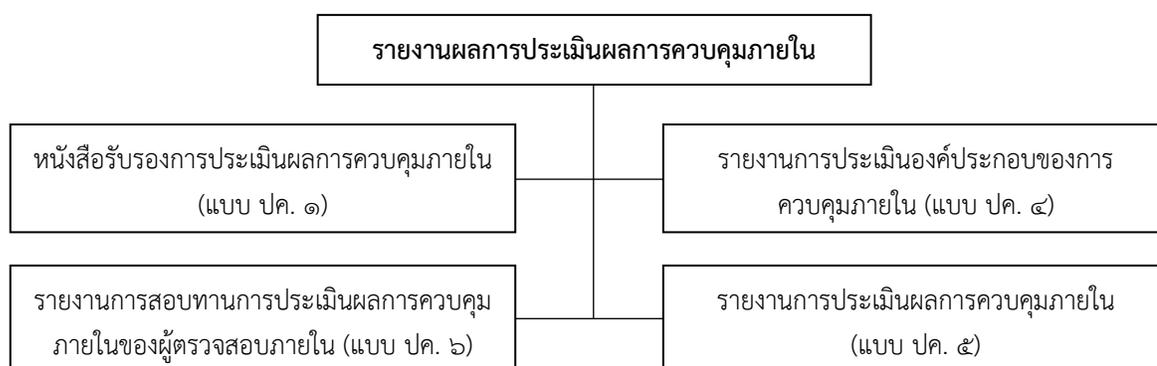 รายงานผลการประเมินผลการควบคุมภายใน
หนังสือรับรองการประเมินผลการควบคุมภายใน
(แบบ ปค. ๑)
รายงานการประเมินองค์ประกอบของการ
ควบคุมภายใน (แบบ ปค. ๔)
รายงานการสอบทานการประเมินผลการควบคุม
ภายในของผู้ตรวจสอบภายใน (แบบ ปค. ๖)
รายงานการประเมินผลการควบคุมภายใน
(แบบ ปค. ๕)